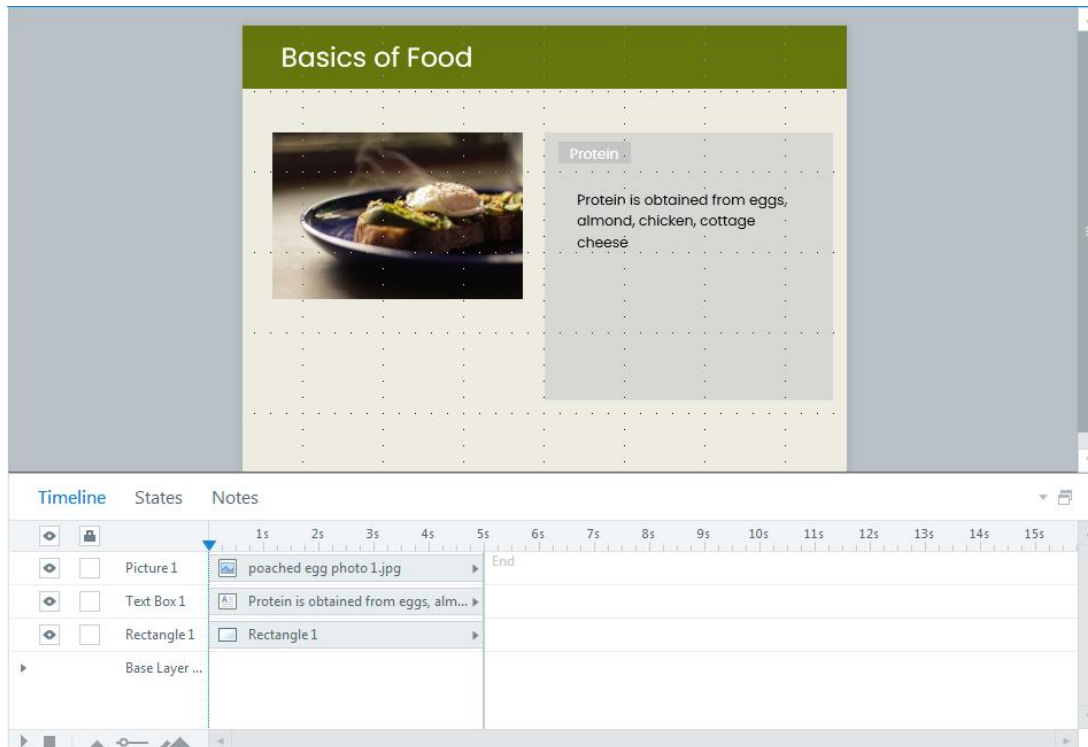 Basics of Food
Protein
Protein is obtained from eggs,
almond, chicken, cottage
cheese
Timeline States Notes
1s 2s 3s 4s 5s 6s 7s 8s 9s 10s 11s 12s 13s 14s 15s
Picture 1 poached egg photo 1.jpg End
Text Box 1 Protein is obtained from eggs, alm...
Rectangle 1 Rectangle 1
Base Layer ...